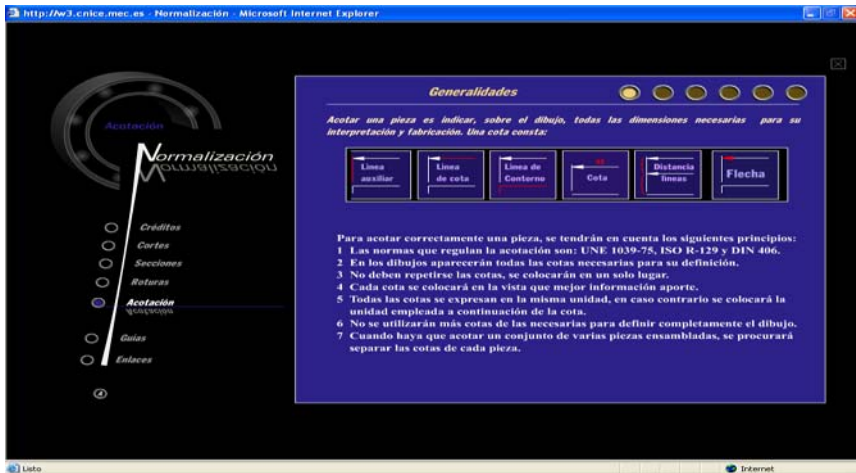 http://w3.cnice.mec.es - Normalización - Microsoft Internet Explorer
Generalidades
Acotar una pieza es indicar, sobre el dibujo, todas las dimensiones necesarias para su
interpretación y fabricación. Una cota consta:
Linea
auxiliar
Linea
de cota
Linea de
Contorno
Cota
Distancia
lineas
Flecha
Acotación
Normalización
Créditos
Cortes
Secciones
Roturas
Acotación
Guías
Enlaces
Para acotar correctamente una pieza, se tendrán en cuenta los siguientes principios:
1 Las normas que regulan la acotación son: UNE 1039-75, ISO R-129 y DIN 406.
2 En los dibujos aparecerán todas las cotas necesarias para su definición.
3 No deben repetirse las cotas, se colocarán en un solo lugar.
4 Cada cota se colocará en la vista que mejor información aporte.
5 Todas las cotas se expresan en la misma unidad, en caso contrario se colocará la
unidad empleada a continuación de la cota.
6 No se utilizarán más cotas de las necesarias para definir completamente el dibujo.
7 Cuando haya que acotar un conjunto de varias piezas ensambladas, se procurará
separar las cotas de cada pieza.
Listo
Internet